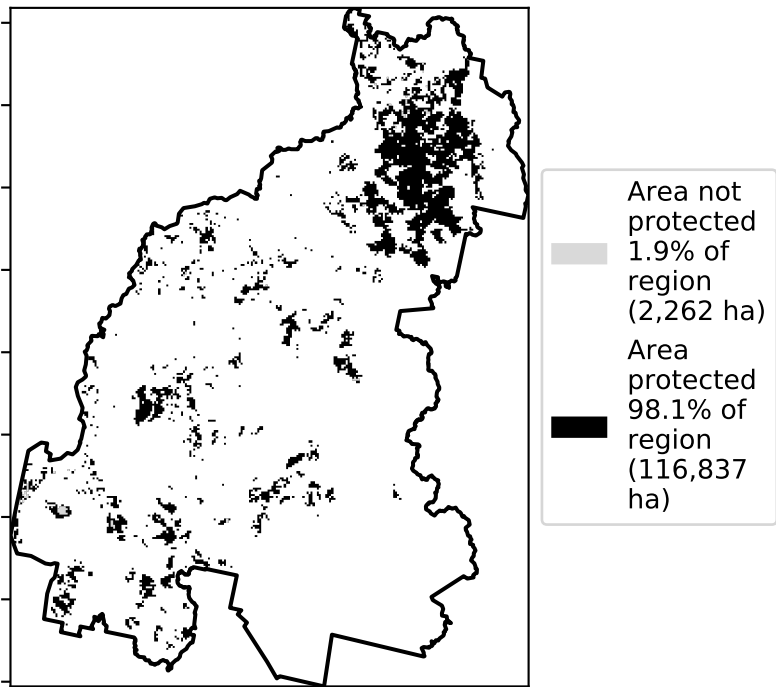 Area not
protected
1.9% of
region
(2,262 ha)
Area
protected
98.1% of
region
(116,837
ha)